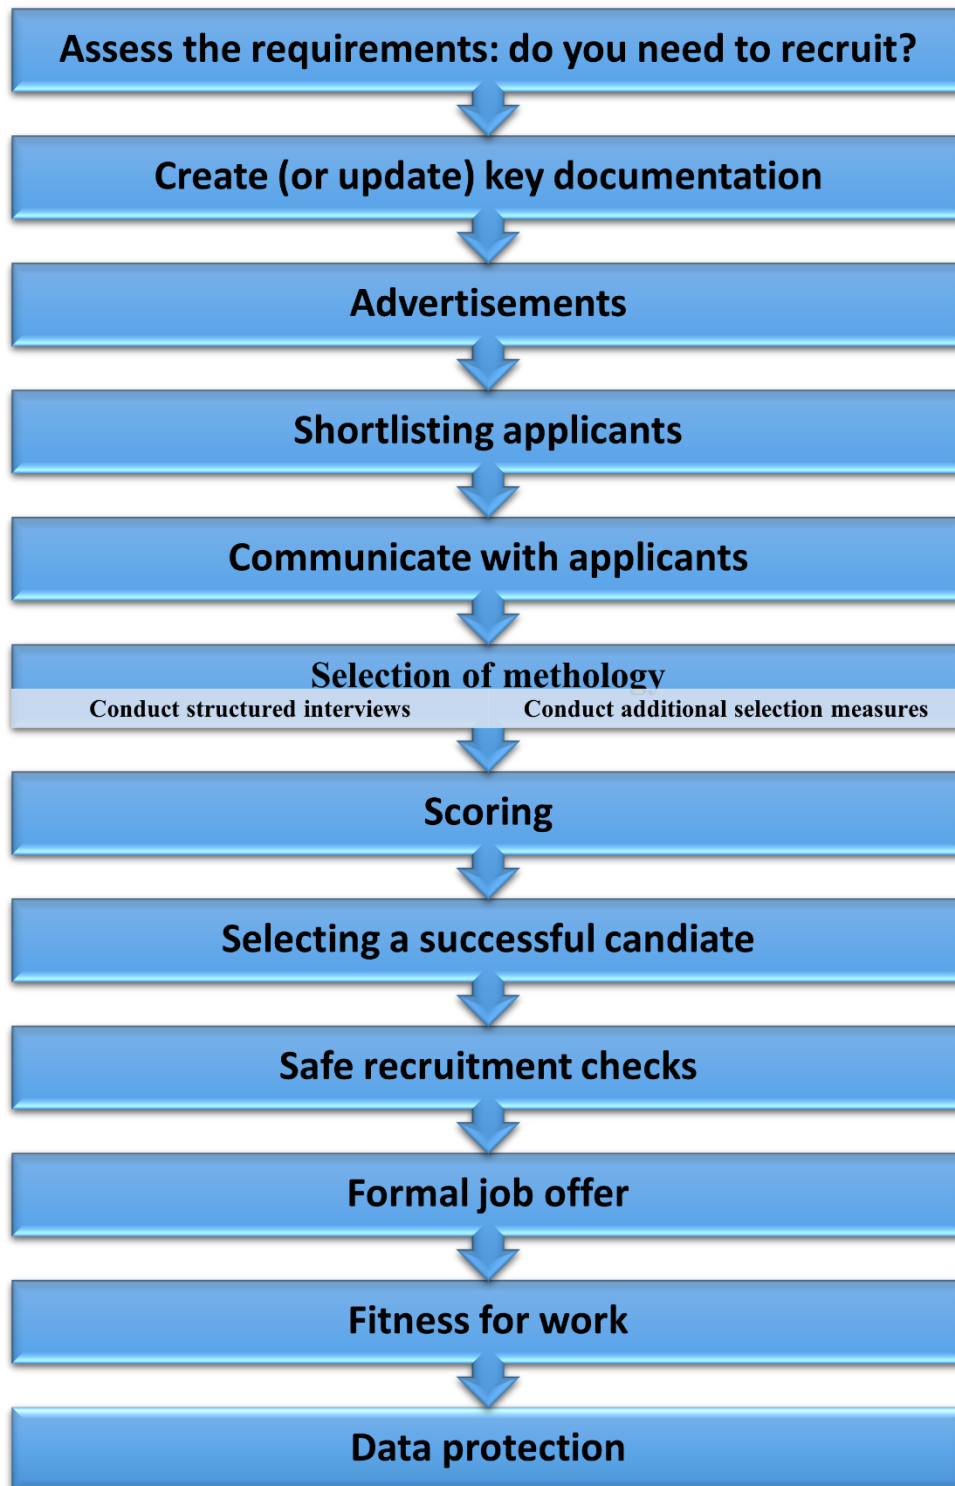 Assess the requirements: do you need to recruit?
Create (or update) key documentation
Advertisements
Shortlisting applicants
Communicate with applicants
Selection of methology
Conduct structured interviews
Conduct additional selection measures
Scoring
Selecting a successful candiate
Safe recruitment checks
Formal job offer
Fitness for work
Data protection